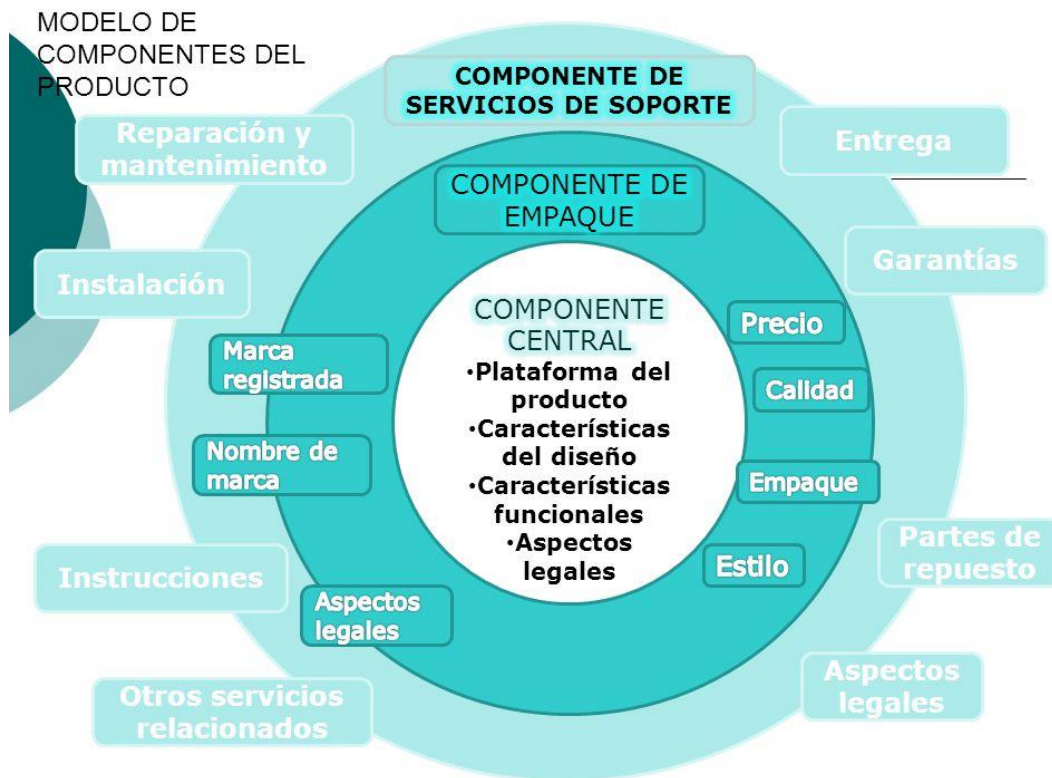 MODELO DE
COMPONENTES DEL
PRODUCTO
COMPONENTE DE
SERVICIOS DE SOPORTE
Reparación y
mantenimiento
Entrega
COMPONENTE DE
EMPAQUE
Instalación
Garantías
COMPONENTE
CENTRAL
•Plataforma del
producto
•Características
del diseño
•Características
funcionales
•Aspectos
legales
Marca
registrada
Nombre de
marca
Aspectos
legales
Precio
Calidad
Empaque
Estilo
Instrucciones
Partes de
repuesto
Otros servicios
relacionados
Aspectos
legales